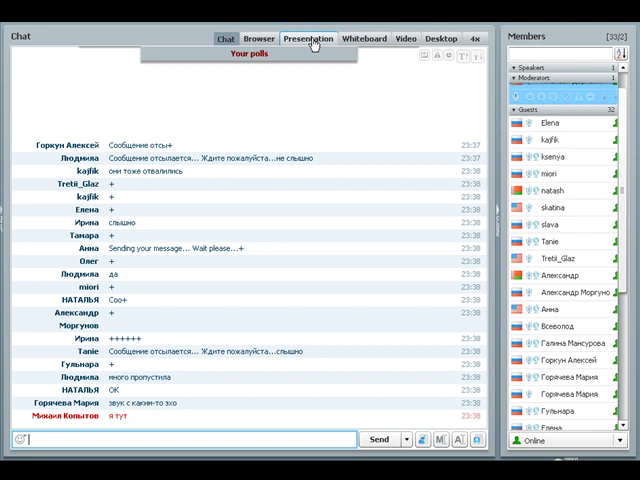 Chat
Chat Browser Presentation Whiteboard Video Desktop 4x
Your polls
Горкун Алексей Сообщение отсы+ 23:37
Людмила Сообщение отсылается... Ждите пожалуйста...не слышно 23:37
kajfik они тоже отвалились 23:38
Tretii_Glaz + 23:38
kajfik + 23:38
Елена + 23:38
Ирина слышно 23:38
Тамара + 23:38
Анна Sending your message... Wait please...+ 23:38
Олег + 23:38
Людмила да 23:38
miori + 23:38
НАТАЛЬЯ Соо+ 23:38
Александр + 23:38
Моргунов
Ирина ++++++ 23:38
Tanie Сообщение отсылается... Ждите пожалуйста...слышно 23:38
Гульнара + 23:38
Людмила много пропустила 23:38
НАТАЛЬЯ ОК 23:38
Горячева Мария звук с каким-то эхо 23:38
Михаил Копытов я тут 23:38
Send
Members [33/2]
Speakers 1
Moderators 1
Guests 32
Elena
kajfik
ksenya
miori
natash
skatina
slava
Tanie
Tretii_Glaz
Александр
Александр Моргуно
Анна
Всеволод
Галина Мансурова
Горкун Алексей
Горячева Мария
Горячева Мария
Гульнара
Елена
Online